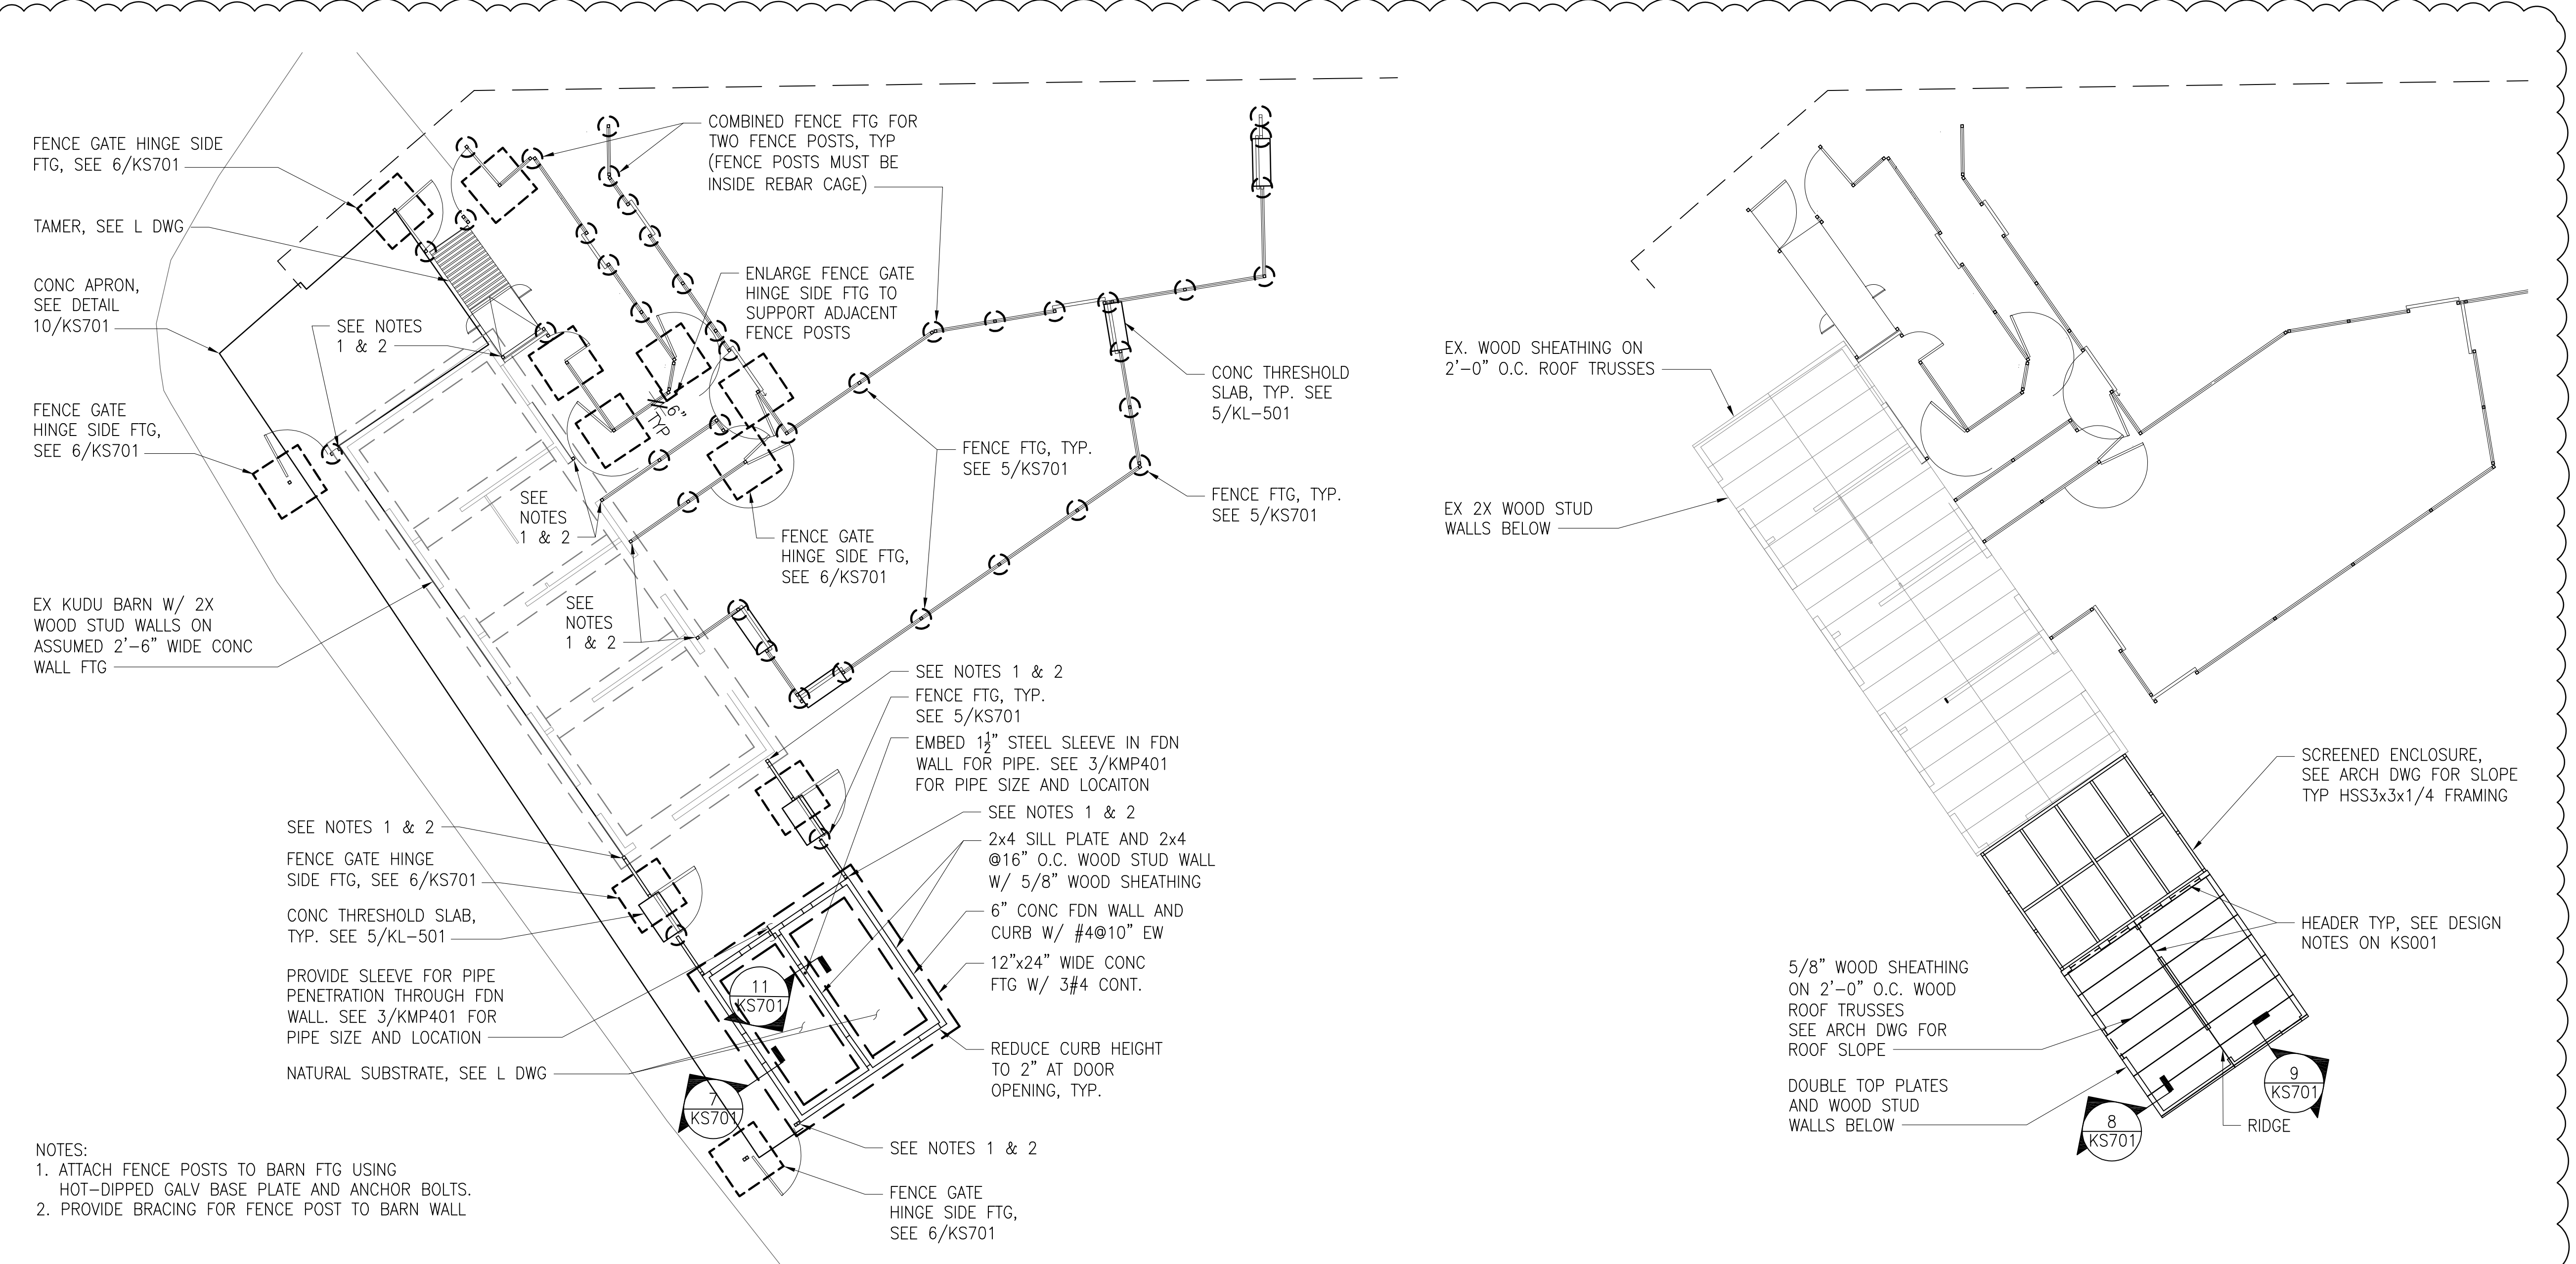 FENCE GATE HINGE SIDE
FTG, SEE 6/KS701
TAMER, SEE L DWG
CONC APRON,
SEE DETAIL
10/KS701
SEE NOTES
1 & 2
FENCE GATE
HINGE SIDE FTG,
SEE 6/KS701
EX KUDU BARN W/ 2X
WOOD STUD WALLS ON
ASSUMED 2'-6" WIDE CONC
WALL FTG
COMBINED FENCE FTG FOR
TWO FENCE POSTS, TYP
(FENCE POSTS MUST BE
INSIDE REBAR CAGE)
ENLARGE FENCE GATE
HINGE SIDE FTG TO
SUPPORT ADJACENT
FENCE POSTS
6"
TYP
CONC THRESHOLD
SLAB, TYP. SEE
5/KL-501
FENCE FTG, TYP.
SEE 5/KS701
FENCE FTG, TYP.
SEE 5/KS701
SEE
NOTES
1 & 2
FENCE GATE
HINGE SIDE FTG,
SEE 6/KS701
SEE
NOTES
1 & 2
SEE NOTES 1 & 2
FENCE FTG, TYP.
SEE 5/KS701
EMBED 1½" STEEL SLEEVE IN FDN
WALL FOR PIPE. SEE 3/KMP401
FOR PIPE SIZE AND LOCAITON
SEE NOTES 1 & 2
2x4 SILL PLATE AND 2x4
@16" O.C. WOOD STUD WALL
W/ 5/8" WOOD SHEATHING
6" CONC FDN WALL AND
CURB W/ #4@10" EW
12"x24" WIDE CONC
FTG W/ 3#4 CONT.
REDUCE CURB HEIGHT
TO 2" AT DOOR
OPENING, TYP.
SEE NOTES 1 & 2
FENCE GATE
HINGE SIDE FTG,
SEE 6/KS701
SEE NOTES 1 & 2
FENCE GATE HINGE
SIDE FTG, SEE 6/KS701
CONC THRESHOLD SLAB,
TYP. SEE 5/KL-501
PROVIDE SLEEVE FOR PIPE
PENETRATION THROUGH FDN
WALL. SEE 3/KMP401 FOR
PIPE SIZE AND LOCATION
NATURAL SUBSTRATE, SEE L DWG
11
KS701
7
KS701
NOTES:
1. ATTACH FENCE POSTS TO BARN FTG USING
HOT-DIPPED GALV BASE PLATE AND ANCHOR BOLTS.
2. PROVIDE BRACING FOR FENCE POST TO BARN WALL
EX. WOOD SHEATHING ON
2'-0" O.C. ROOF TRUSSES
EX 2X WOOD STUD
WALLS BELOW
SCREENED ENCLOSURE,
SEE ARCH DWG FOR SLOPE
TYP HSS3x3x1/4 FRAMING
HEADER TYP, SEE DESIGN
NOTES ON KS001
5/8" WOOD SHEATHING
ON 2'-0" O.C. WOOD
ROOF TRUSSES
SEE ARCH DWG FOR
ROOF SLOPE
DOUBLE TOP PLATES
AND WOOD STUD
WALLS BELOW
9
KS701
8
KS701
RIDGE